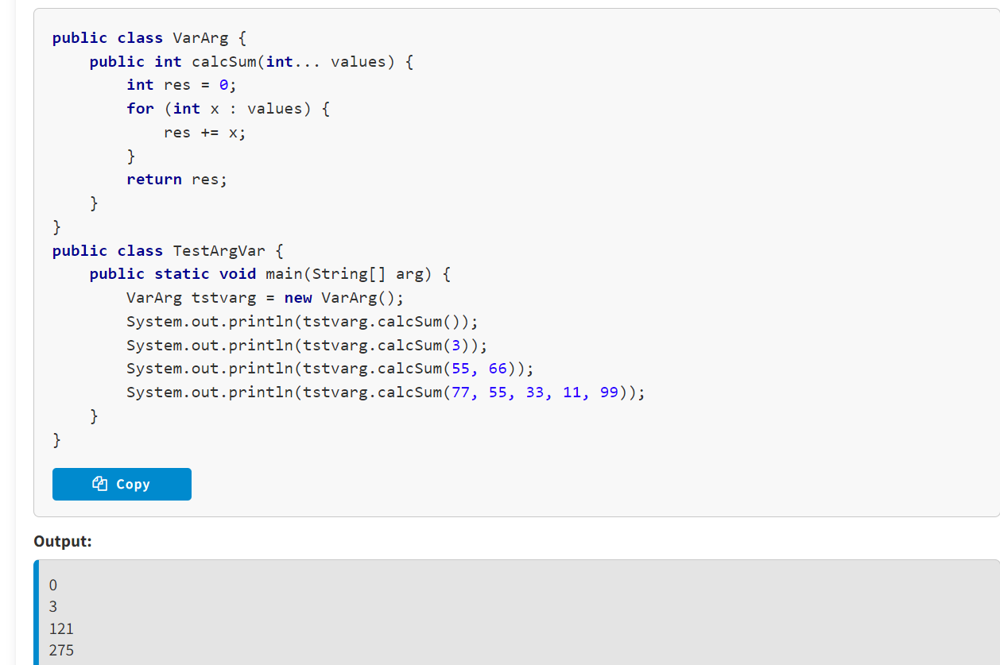 public class VarArg {
    public int calcSum(int... values) {
        int res = 0;
        for (int x : values) {
            res += x;
        }
        return res;
    }
}
public class TestArgVar {
    public static void main(String[] arg) {
        VarArg tstvarg = new VarArg();
        System.out.println(tstvarg.calcSum());
        System.out.println(tstvarg.calcSum(3));
        System.out.println(tstvarg.calcSum(55, 66));
        System.out.println(tstvarg.calcSum(77, 55, 33, 11, 99));
    }
}
Copy
Output:
0
3
121
275